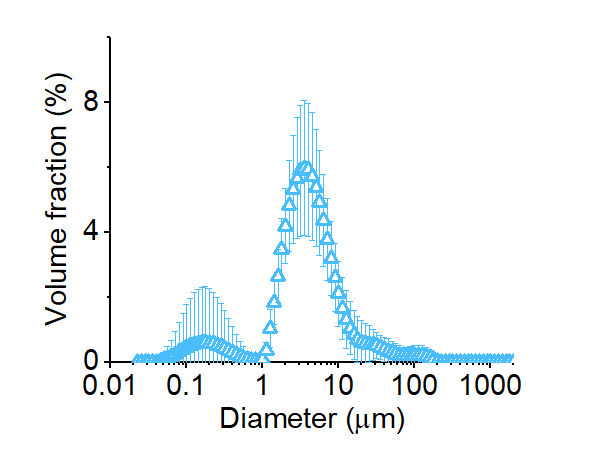 Volume fraction (%)
8
4
0
0.01 0.1 1 10 100 1000
Diameter (μm)